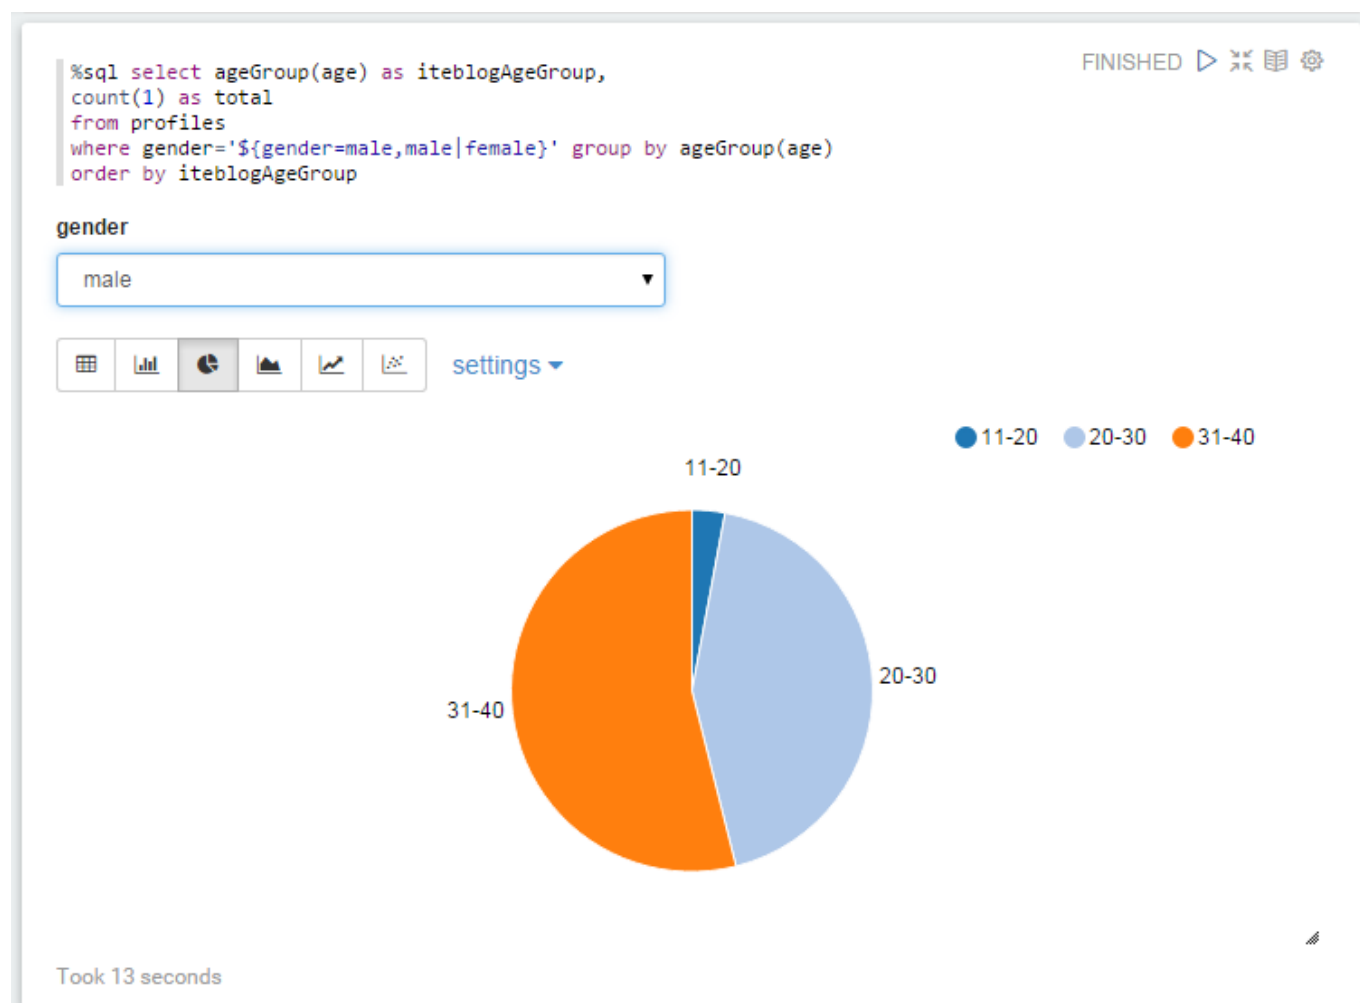 %sql select ageGroup(age) as iteblogAgeGroup,
count(1) as total
from profiles
where gender='${gender=male,male|female}' group by ageGroup(age)
order by iteblogAgeGroup
FINISHED
gender
male
settings
11-20 20-30 31-40
11-20
20-30
31-40
Took 13 seconds